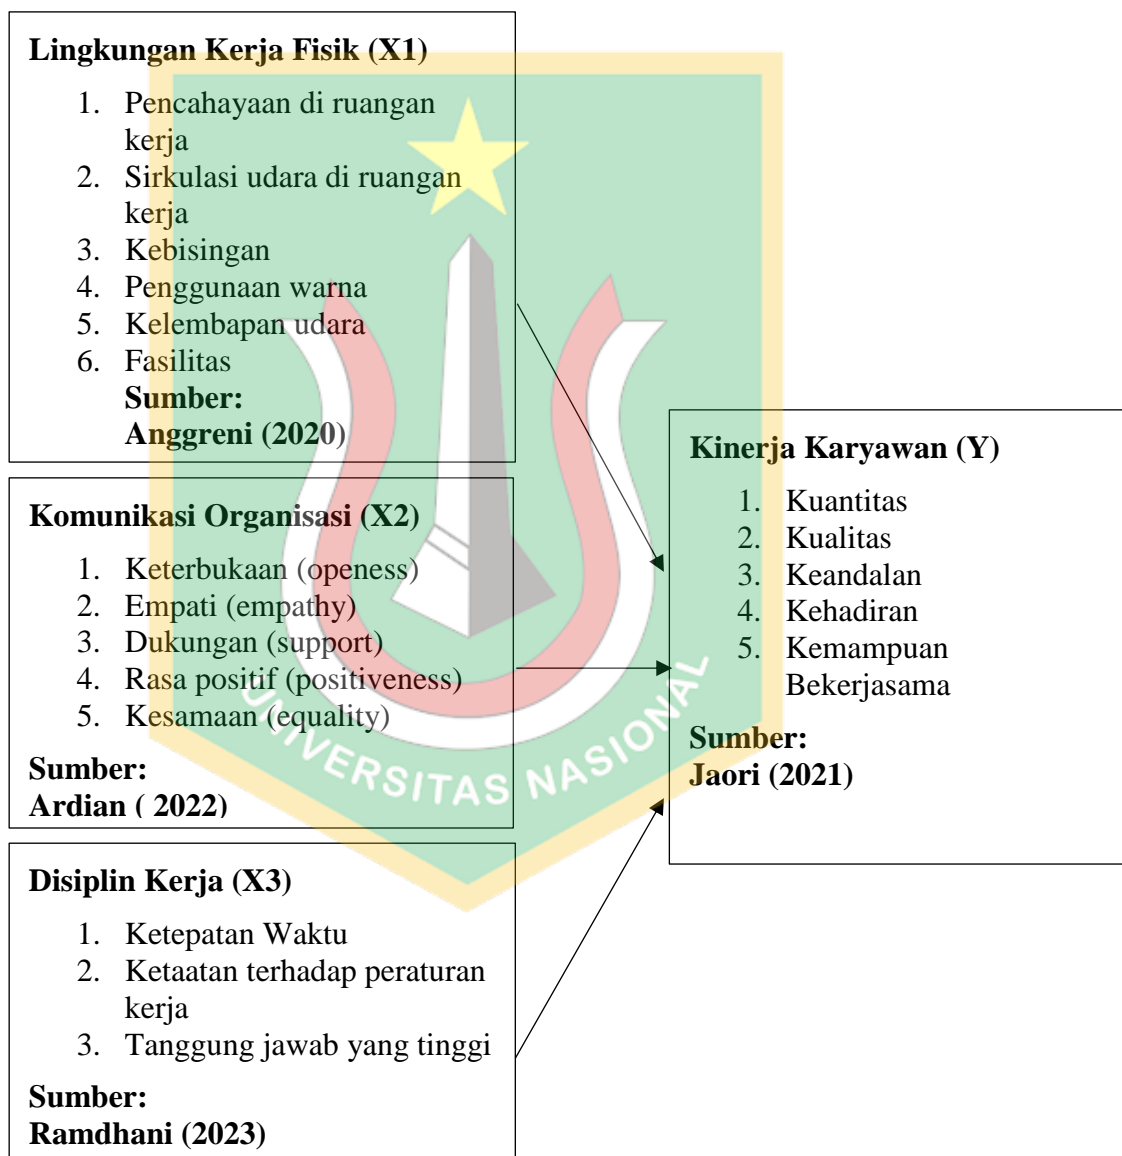 Lingkungan Kerja Fisik (X1)
1. Pencahayaan di ruangan
kerja
2. Sirkulasi udara di ruangan
kerja
3. Kebisingan
4. Penggunaan warna
5. Kelembapan udara
6. Fasilitas
Sumber:
Anggreni (2020)
Komunikasi Organisasi (X2)
1. Keterbukaan (openess)
2. Empati (empathy)
3. Dukungan (support)
4. Rasa positif (positiveness)
5. Kesamaan (equality)
Sumber:
Ardian ( 2022)
Disiplin Kerja (X3)
1. Ketepatan Waktu
2. Ketaatan terhadap peraturan
kerja
3. Tanggung jawab yang tinggi
Sumber:
Ramdhani (2023)
Kinerja Karyawan (Y)
1. Kuantitas
2. Kualitas
3. Keandalan
4. Kehadiran
5. Kemampuan
Bekerjasama
Sumber:
Jaori (2021)
UNIVERSITAS NASIONAL